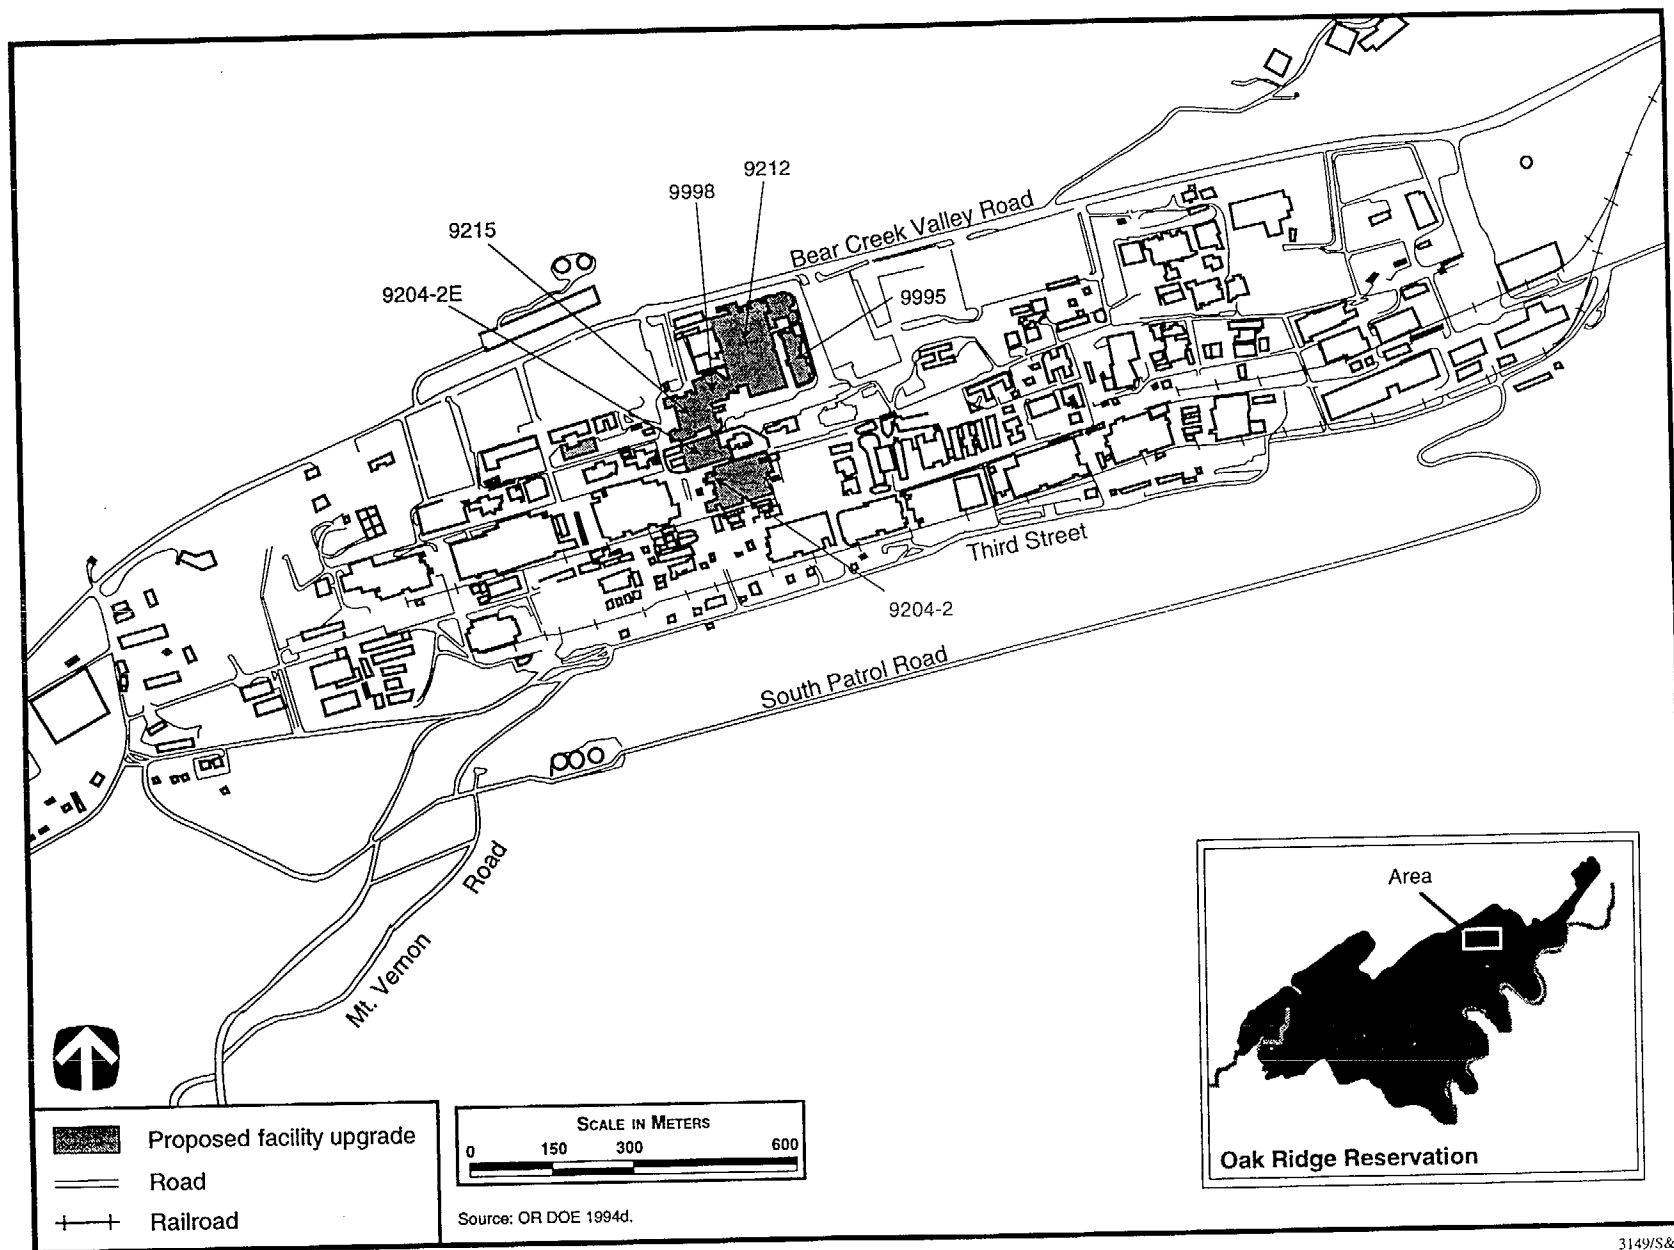 9212
9998
9215
9204-2E
Bear Creek Valley Road
9995
Third Street
9204-2
South Patrol Road
Mt. Vernon Road
Area
Oak Ridge Reservation
Proposed facility upgrade
Road
Railroad
SCALE IN METERS
0 150 300 600
Source: OR DOE 1994d.
3149/S&